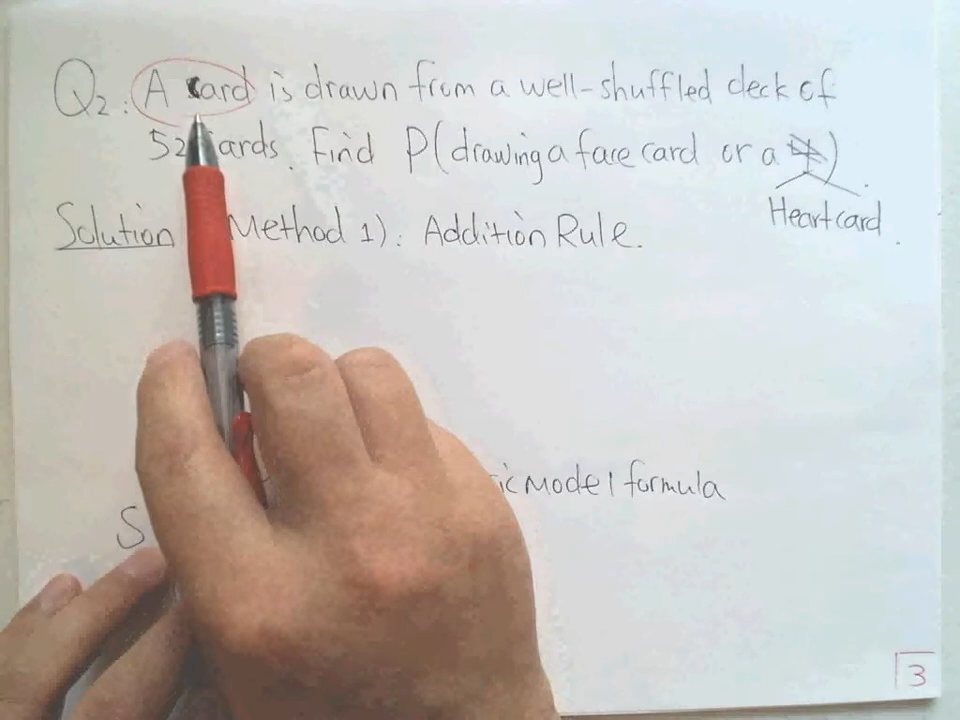 Q2: A card is drawn from a well-shuffled deck of
52 cards. Find P(drawing a face card or a ).
Heart card.
Solution Method 1): Addition Rule.
model formula
S
3